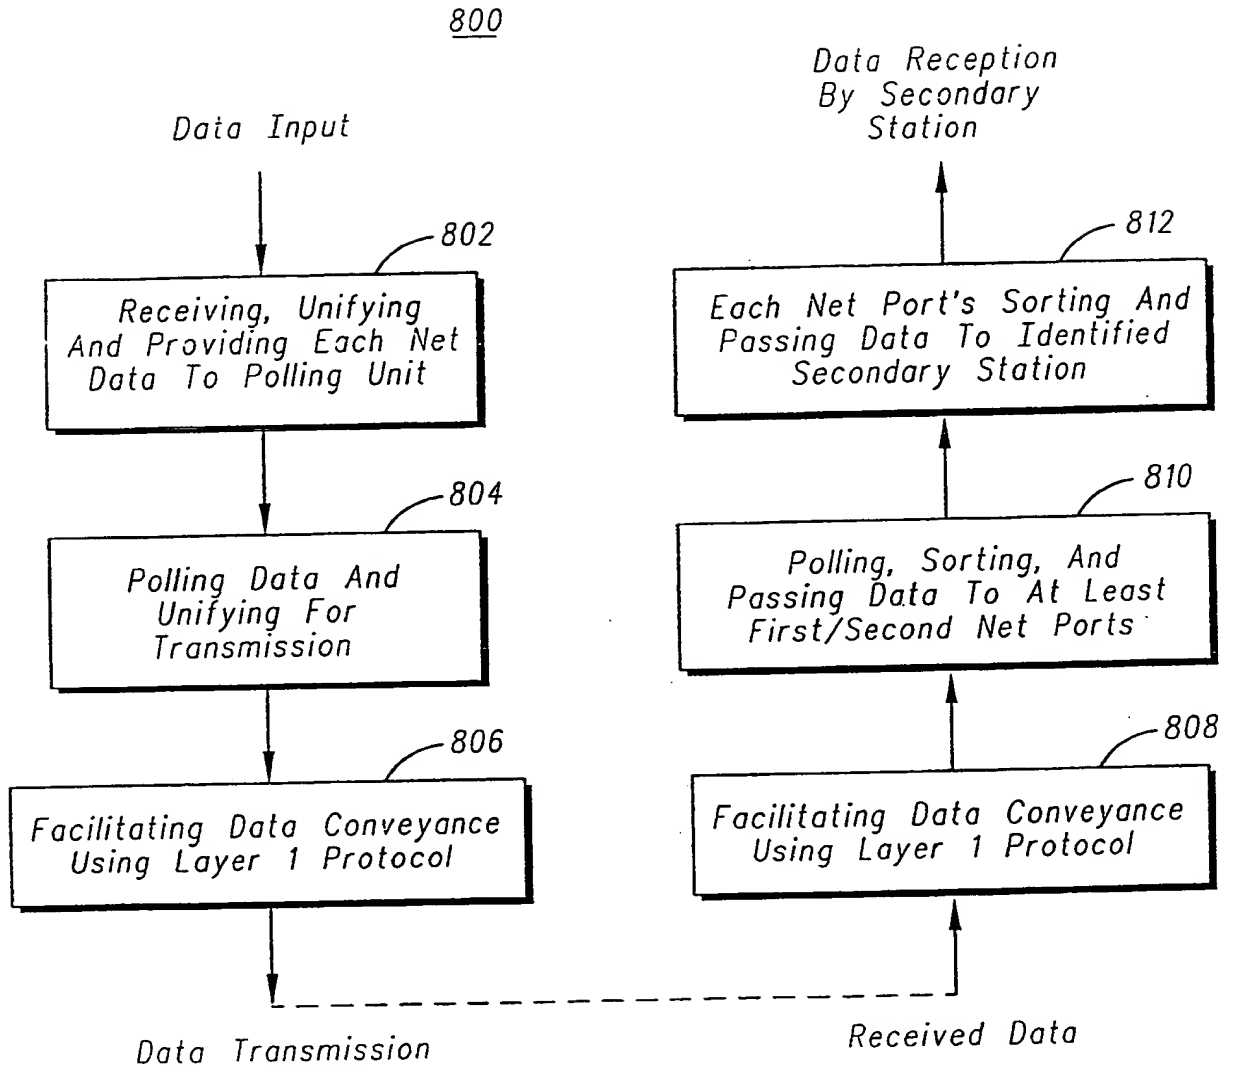 800
Data Input
802
Receiving, Unifying
And Providing Each Net
Data To Polling Unit
804
Polling Data And
Unifying For
Transmission
806
Facilitating Data Conveyance
Using Layer 1 Protocol
Data Transmission
Data Reception
By Secondary
Station
812
Each Net Port's Sorting And
Passing Data To Identified
Secondary Station
810
Polling, Sorting, And
Passing Data To At Least
First/Second Net Ports
808
Facilitating Data Conveyance
Using Layer 1 Protocol
Received Data